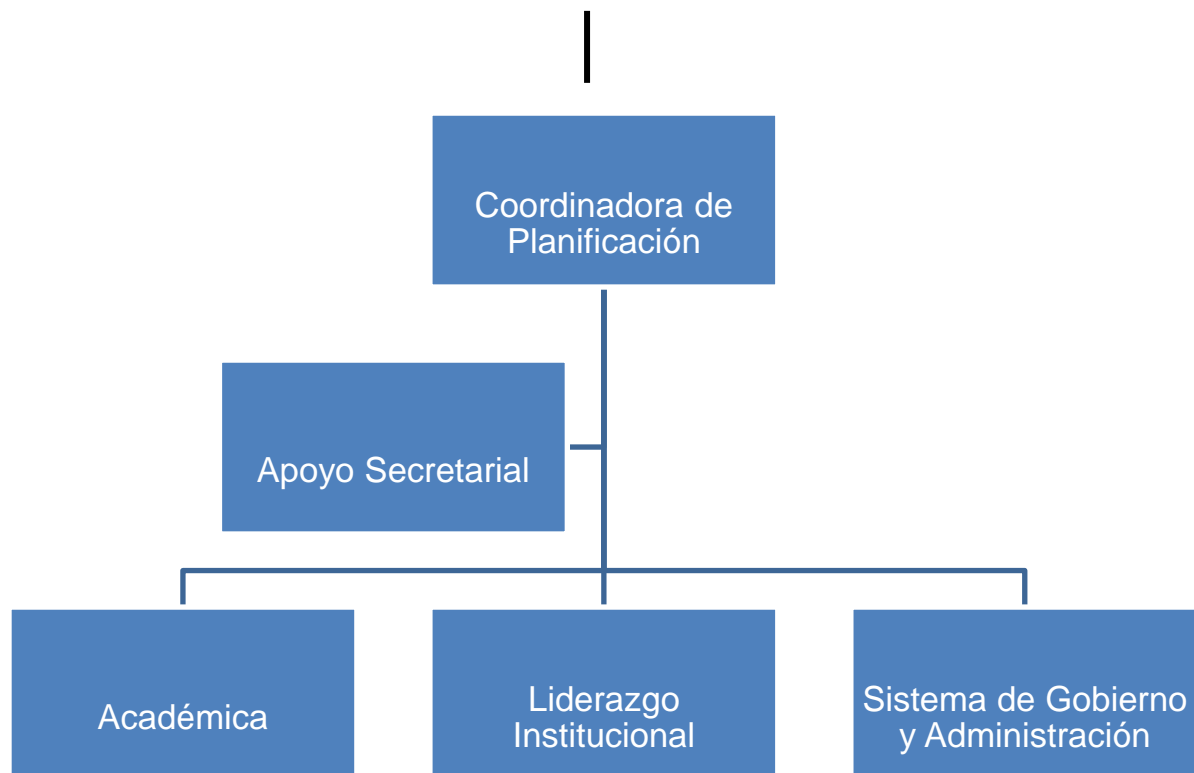 Coordinadora de
Planificación
Apoyo Secretarial
Académica
Liderazgo
Institucional
Sistema de Gobierno
y Administración